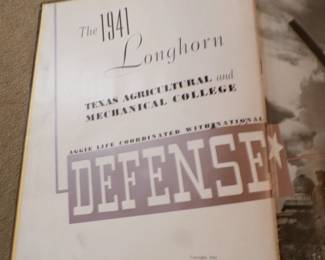 The 1941
Longhorn
TEXAS AGRICULTURAL and
MECHANICAL COLLEGE
AGGIE LIFE COORDINATED WITH NATIONAL
DEFENSE